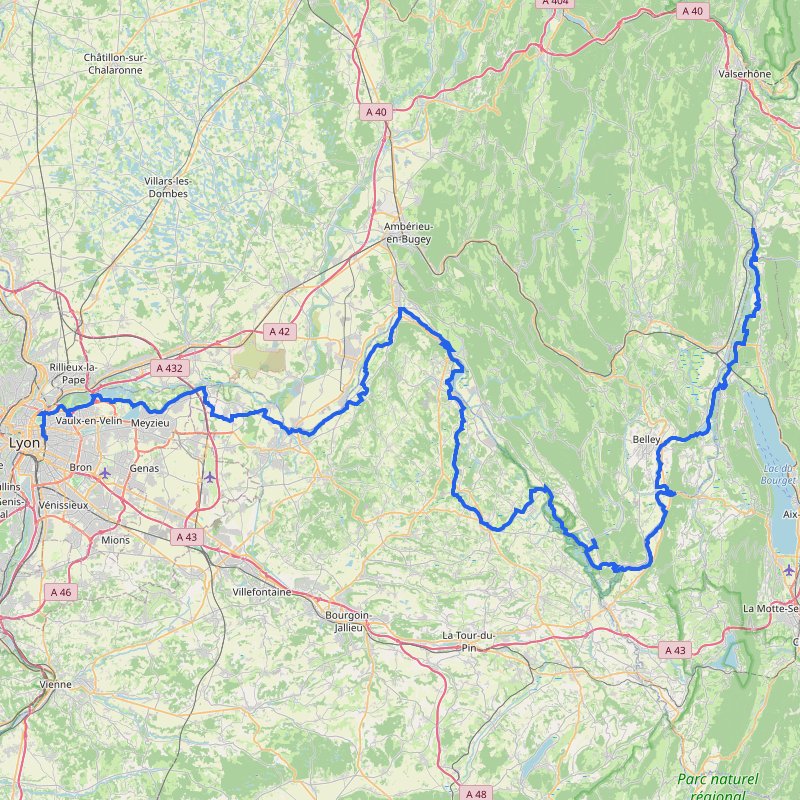 A 404
A 40
Châtillon-sur-
Chalaronne
Valserhône
A 40
Villars-les-
Dombes
Ambérieu-
en-Bugey
A 42
Rillieux-la-
Pape
A 432
Vaulx-en-Velin
Meyzieu
Lyon
Belley
Bron
Genas
Lac du
Bourget
Vénissieux
Aix-
Mions
A 43
A 46
Villefontaine
Bourgoin-
Jallieu
La Motte-Se
La Tour-du-
Pin
A 43
Vienne
Parc naturel
régional
A 48